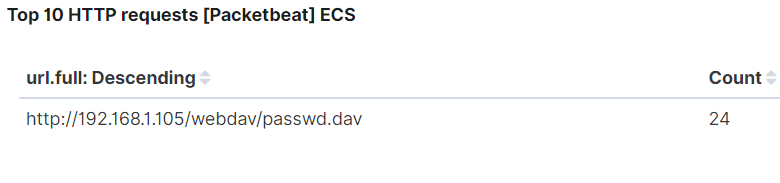 Top 10 HTTP requests [Packetbeat] ECS
url.full: Descending Count
http://192.168.1.105/webdav/passwd.dav 24